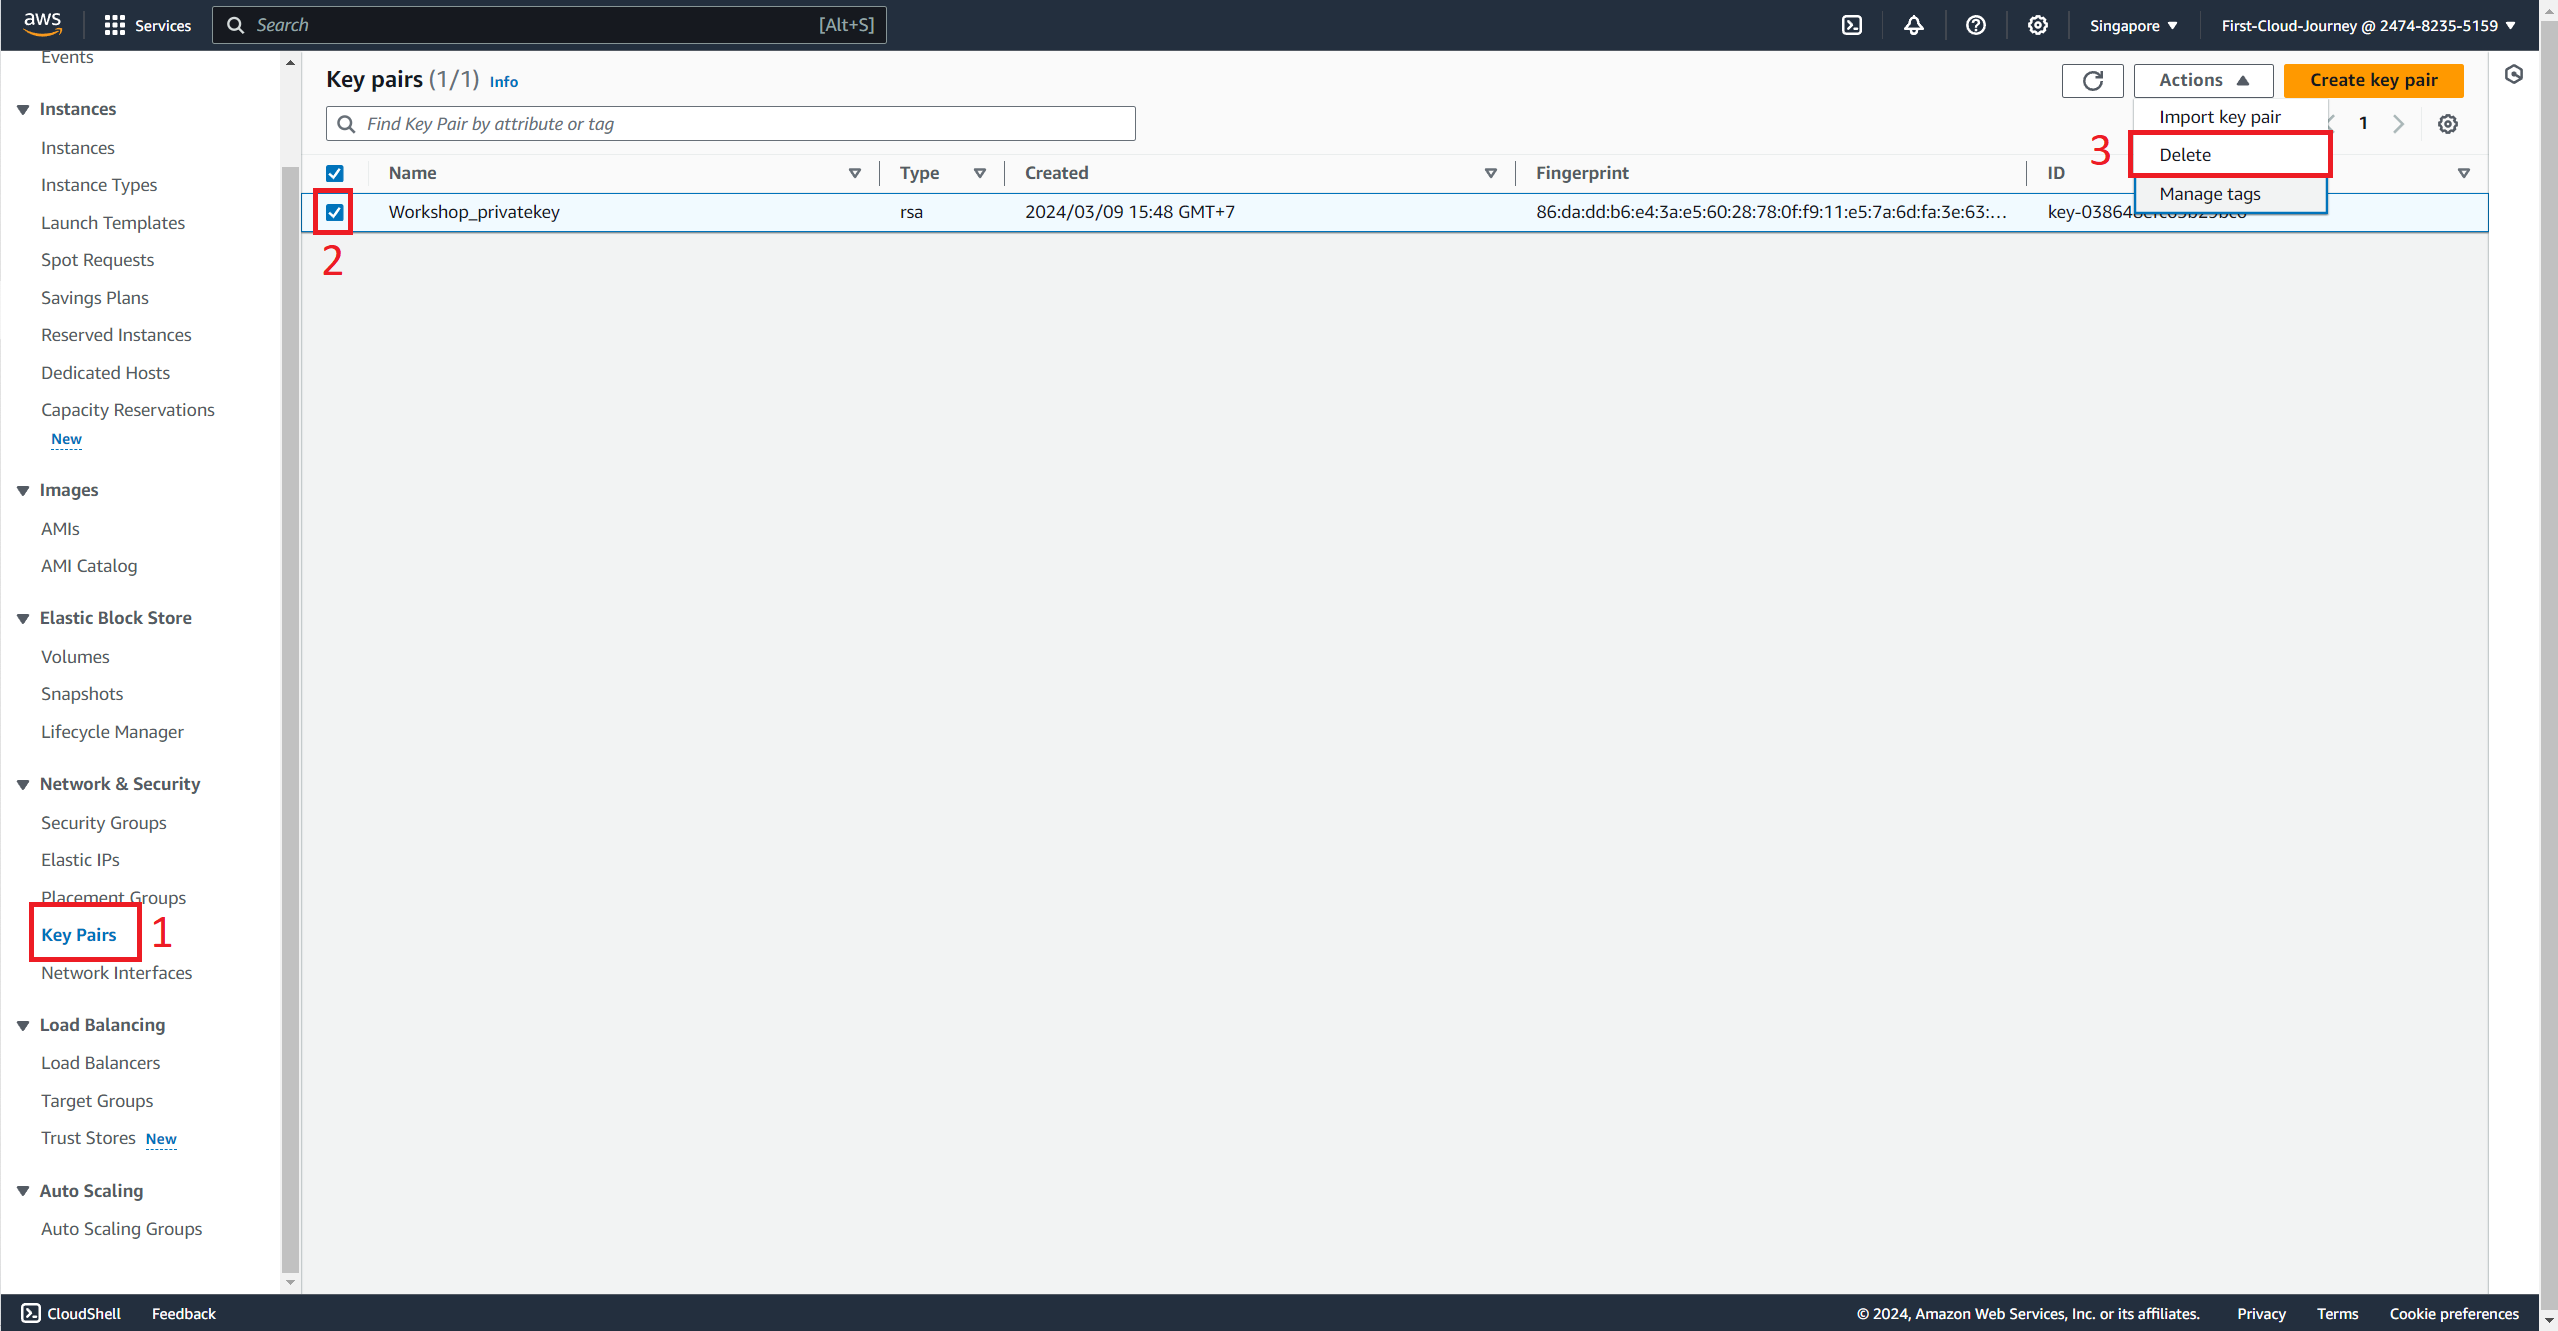 aws Services Search [Alt+S] Singapore First-Cloud-Journey @ 2474-8235-5159
Events
Instances
Instances
Instance Types
Launch Templates
Spot Requests
Savings Plans
Reserved Instances
Dedicated Hosts
Capacity Reservations
New
Images
AMIs
AMI Catalog
Elastic Block Store
Volumes
Snapshots
Lifecycle Manager
Network & Security
Security Groups
Elastic IPs
Placement Groups
Key Pairs 1
Network Interfaces
Load Balancing
Load Balancers
Target Groups
Trust Stores New
Auto Scaling
Auto Scaling Groups
Key pairs (1/1) Info Actions Create key pair
Find Key Pair by attribute or tag 1
Import key pair
3 Delete
Manage tags
Name Type Created Fingerprint ID
Workshop_privatekey rsa 2024/03/09 15:48 GMT+7 86:da:dd:b6:e4:3a:e5:60:28:78:0f:f9:11:e5:7a:6d:fa:3e:63:...
2
CloudShell Feedback © 2024, Amazon Web Services, Inc. or its affiliates. Privacy Terms Cookie preferences